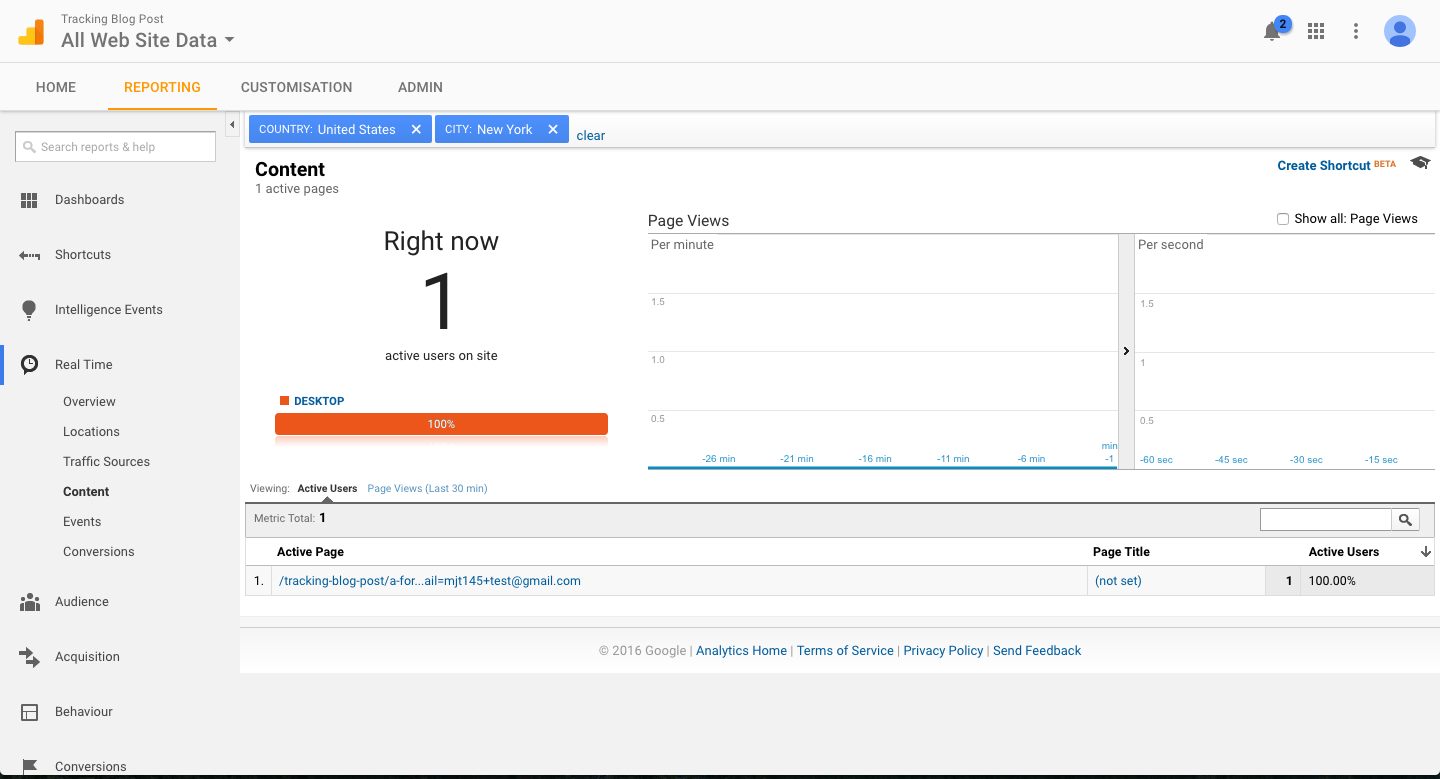 Tracking Blog Post
All Web Site Data
2
HOME REPORTING CUSTOMISATION ADMIN
Search reports & help
Dashboards
Shortcuts
Intelligence Events
Real Time
Overview
Locations
Traffic Sources
Content
Events
Conversions
Audience
Acquisition
Behaviour
Conversions
COUNTRY: United States CITY: New York clear
Content
1 active pages
Create Shortcut BETA
Right now
1
active users on site
DESKTOP
100%
Page Views
Show all: Page Views
Per minute
1.5
1.0
0.5
-26 min -21 min -16 min -11 min -6 min min
-1
Per second
1.5
1
0.5
-60 sec -45 sec -30 sec -15 sec
Viewing: Active Users Page Views (Last 30 min)
Metric Total: 1
Active Page Page Title Active Users
1. /tracking-blog-post/a-for...ail=mjt145+test@gmail.com (not set) 1 100.00%
© 2016 Google | Analytics Home | Terms of Service | Privacy Policy | Send Feedback